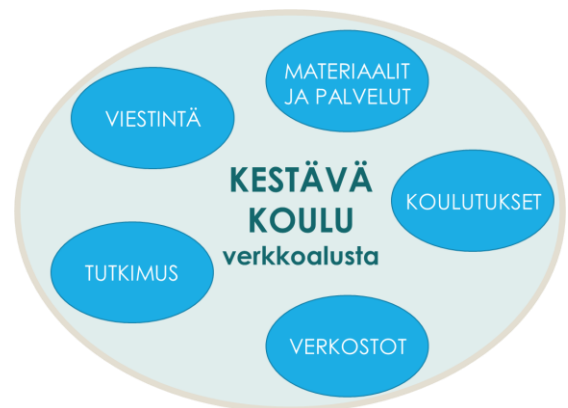 MATERIAALIT
JA PALVELUT
VIESTINTÄ
KESTÄVÄ
KOULU
verkkoalusta
KOULUTUKSET
TUTKIMUS
VERKOSTOT